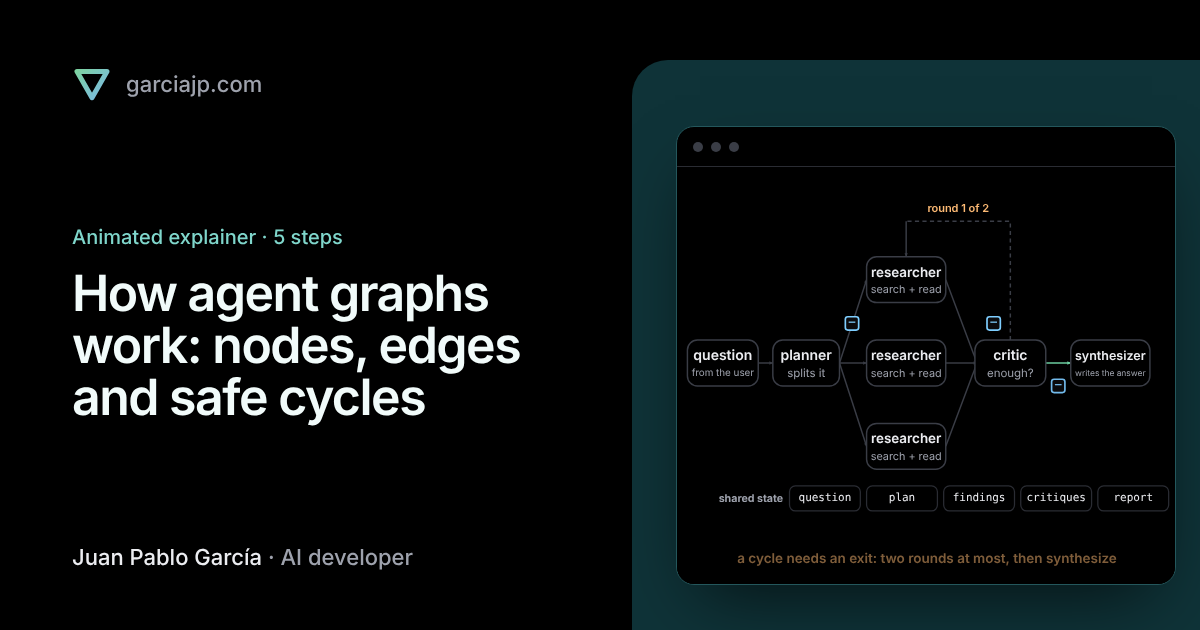 garciajp.com
Animated explainer · 5 steps
How agent graphs
work: nodes, edges
and safe cycles
Juan Pablo García · AI developer
round 1 of 2
researcher
search + read
question
from the user
planner
splits it
researcher
search + read
critic
enough?
synthesizer
writes the answer
researcher
search + read
shared state
question
plan
findings
critiques
report
a cycle needs an exit: two rounds at most, then synthesize